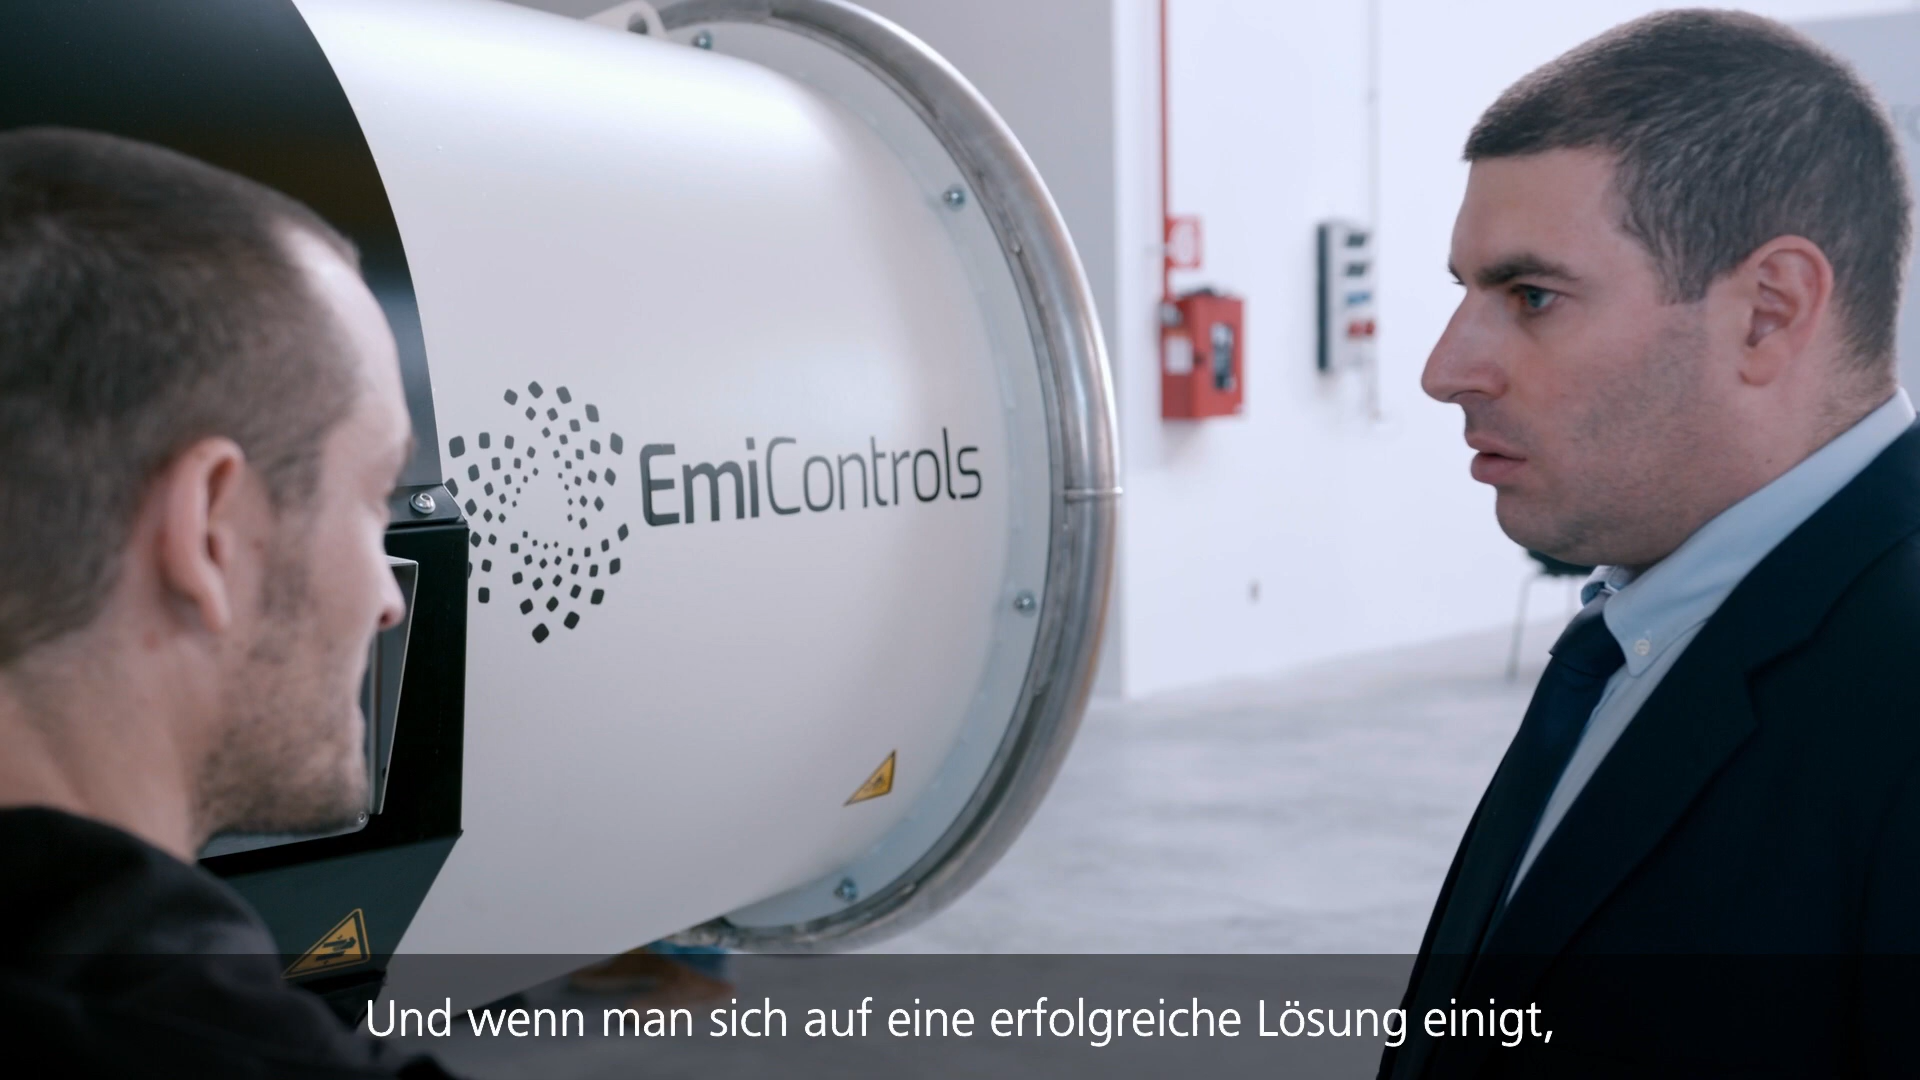 EmiControls
Und wenn man sich auf eine erfolgreiche Lösung einigt,